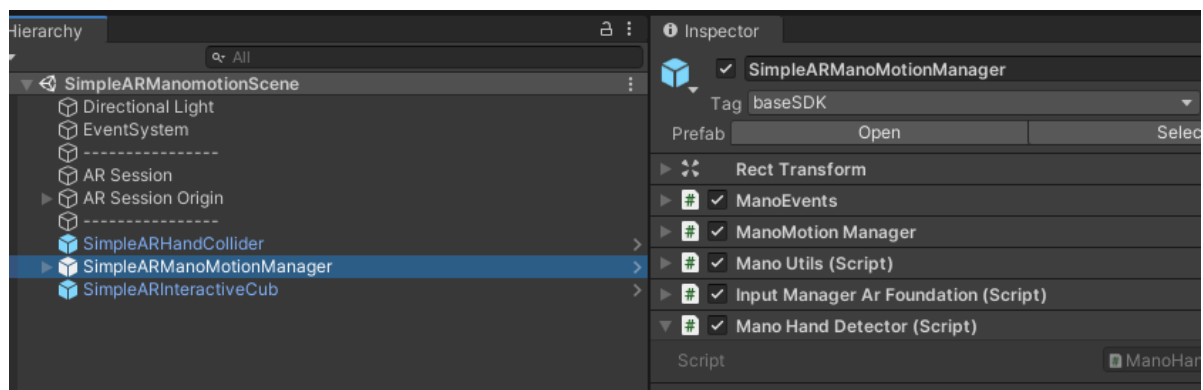 Hierarchy
All
SimpleARManomotionScene
Directional Light
EventSystem
----------------
AR Session
AR Session Origin
----------------
SimpleARHandCollider
SimpleARManoMotionManager
SimpleARInteractiveCub
Inspector
SimpleARManoMotionManager
Tag baseSDK
Prefab Open Selec
Rect Transform
# ManoEvents
# ManoMotion Manager
# Mano Utils (Script)
# Input Manager Ar Foundation (Script)
# Mano Hand Detector (Script)
Script ManoHan